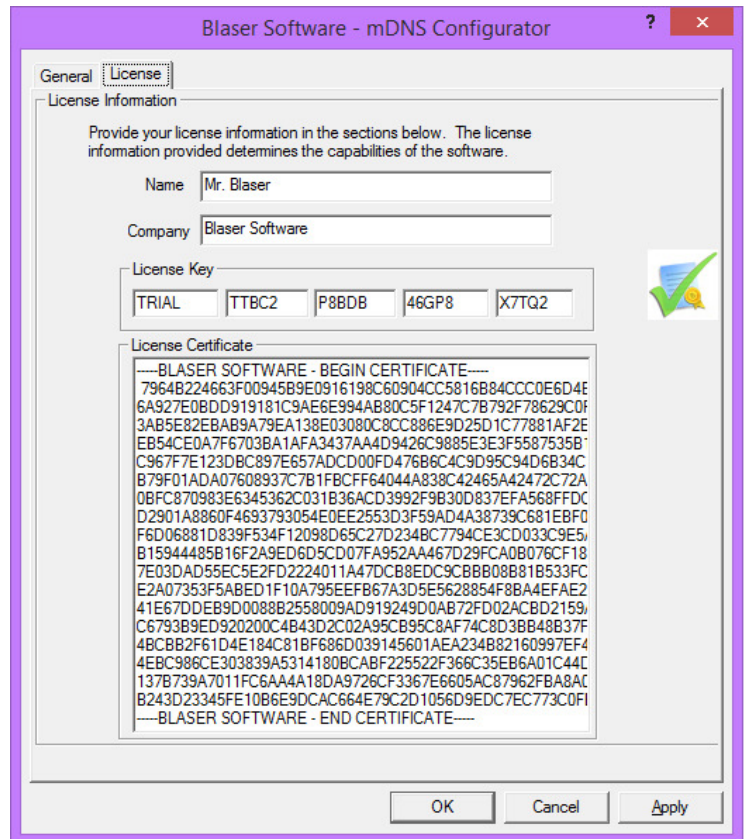 Blaser Software - mDNS Configurator
? ×
General License
License Information
Provide your license information in the sections below. The license
information provided determines the capabilities of the software.
Name Mr. Blaser
Company Blaser Software
License Key
TRIAL TTBC2 P8BDB 46GP8 X7TQ2
License Certificate
-----BLASER SOFTWARE - BEGIN CERTIFICATE-----
7964B224663F00945B9E0916198C60904CC5816B84CCC0E6D4E
6A927E0BDD919181C9AE6E994AB80C5F1247C7B792F78629C0
3AB5E82EBAB9A79EA138E03080C8CC886E9D25D1C77881AF2E
EB54CE0A7F6703BA1AFA3437AA4D9426C9885E3E3F5587535B
C967F7E123DBC897E657ADCD00FD476B6C4C9D95C94D6B34C
B79F01ADA07608937C7B1FBCFF64044A838C42465A42472C72A
0BFC870983E6345362C031B36ACD3992F9B30D837EFA568FFD
D2901A8860F4693793054E0EE2553D3F59AD4A38739C681EBF0
F6D06881D839F534F12098D65C27D234BC7794CE3CD033C9E5
B15944485B16F2A9ED6D5CD07FA952AA467D29FCA0B076CF18
7E03DAD55EC5E2FD2224011A47DCB8EDC9CBBB08B81B533FC
E2A07353F5ABED1F10A795EEFB67A3D5E5628854F8BA4EFAE2
41E67DDEB9D0088B2558009AD919249D0AB72FD02ACBD2159
C6793B9ED920200C4B43D2C02A95CB95C8AF74C8D3BB48B37F
4BCBB2F61D4E184C81BF686D039145601AEA234B82160997EF4
4EBC986CE303839A5314180BCABF225522F366C35EB6A01C44D
137B739A7011FC6AA4A18DA9726CF3367E6605AC87962FBA8A
B243D23345FE10B6E9DCAC664E79C2D1056D9EDC7EC773C0F
-----BLASER SOFTWARE - END CERTIFICATE-----
OK Cancel Apply